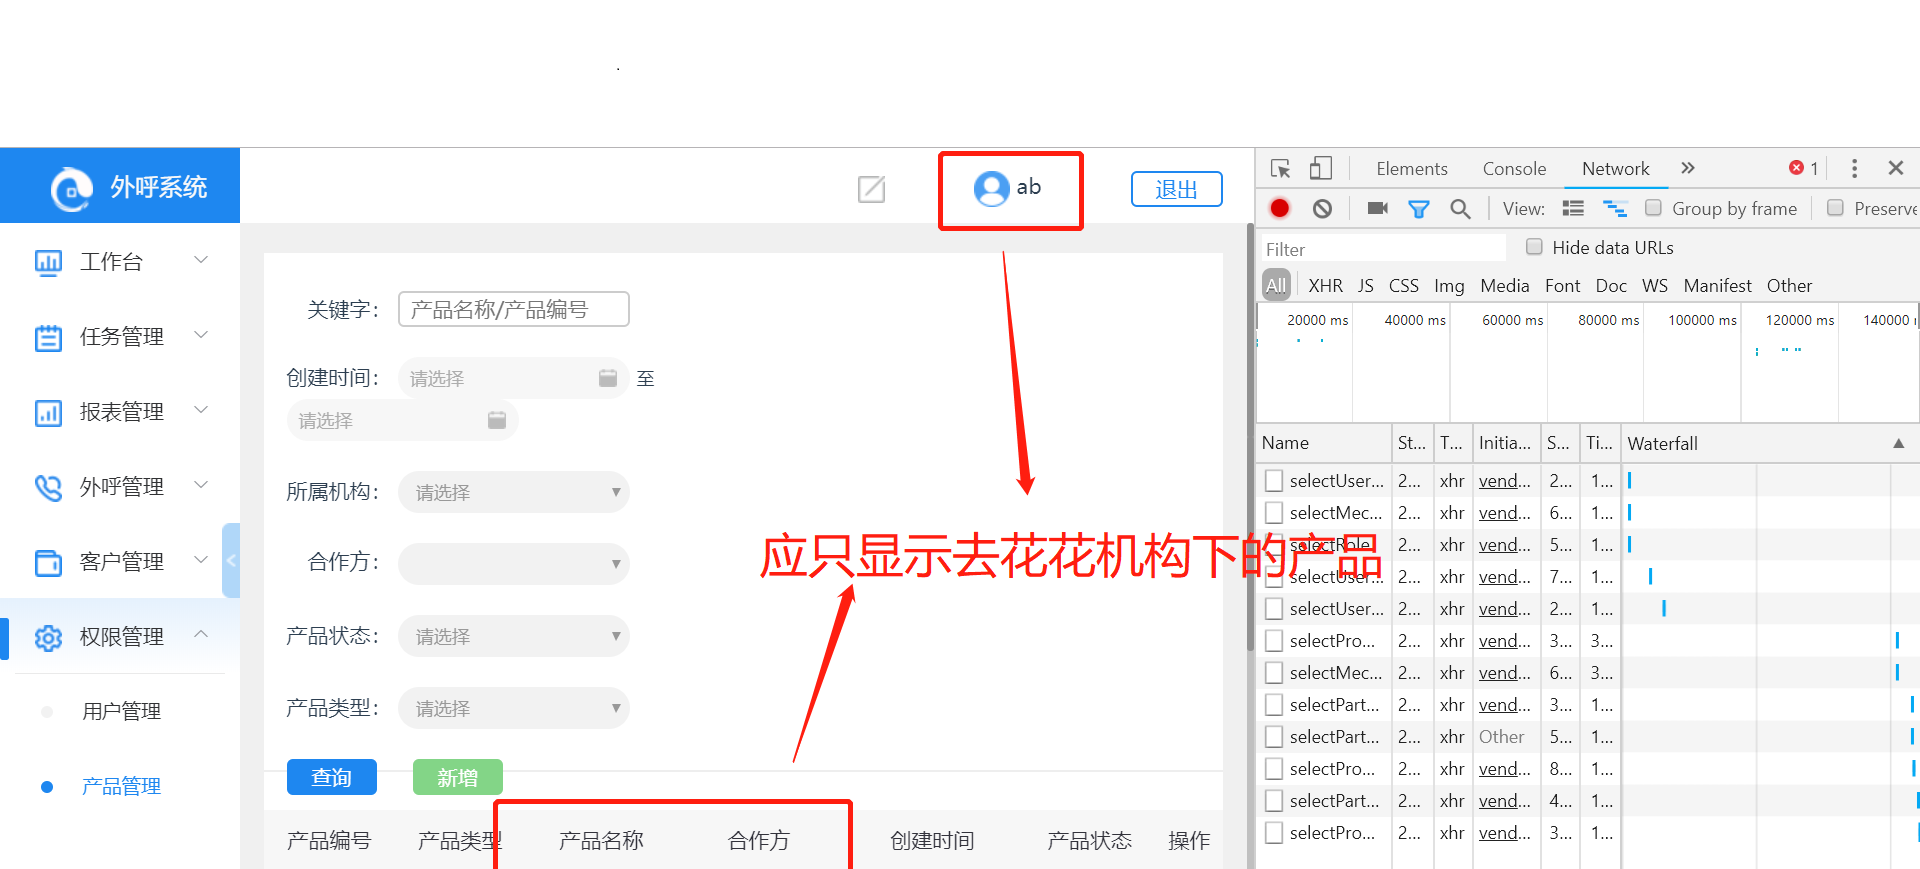 外呼系统
ab
退出
工作台
任务管理
报表管理
外呼管理
客户管理
权限管理
用户管理
产品管理
关键字：
产品名称/产品编号
创建时间：
请选择
至
请选择
所属机构：
请选择
合作方：
产品状态：
请选择
产品类型：
请选择
查询
新增
产品编号
产品类型
产品名称
合作方
创建时间
产品状态
操作
应只显示去花花机构下的产品
Elements
Console
Network
1
View:
Group by frame
Preserve
Filter
Hide data URLs
All
XHR
JS
CSS
Img
Media
Font
Doc
WS
Manifest
Other
20000 ms
40000 ms
60000 ms
80000 ms
100000 ms
120000 ms
140000
Name
St...
T...
Initia...
S...
Ti...
Waterfall
selectUser... 2... xhr vend... 2... 1...
selectMec... 2... xhr vend... 6... 1...
selectRole 2... xhr vend... 5... 1...
selectUser... 2... xhr vend... 7... 1...
selectUser... 2... xhr vend... 2... 1...
selectPro... 2... xhr vend... 3... 3...
selectMec... 2... xhr vend... 6... 3...
selectPart... 2... xhr vend... 3... 1...
selectPart... 2... xhr Other 5... 1...
selectPro... 2... xhr vend... 8... 1...
selectPart... 2... xhr vend... 4... 1...
selectPro... 2... xhr vend... 3... 1...